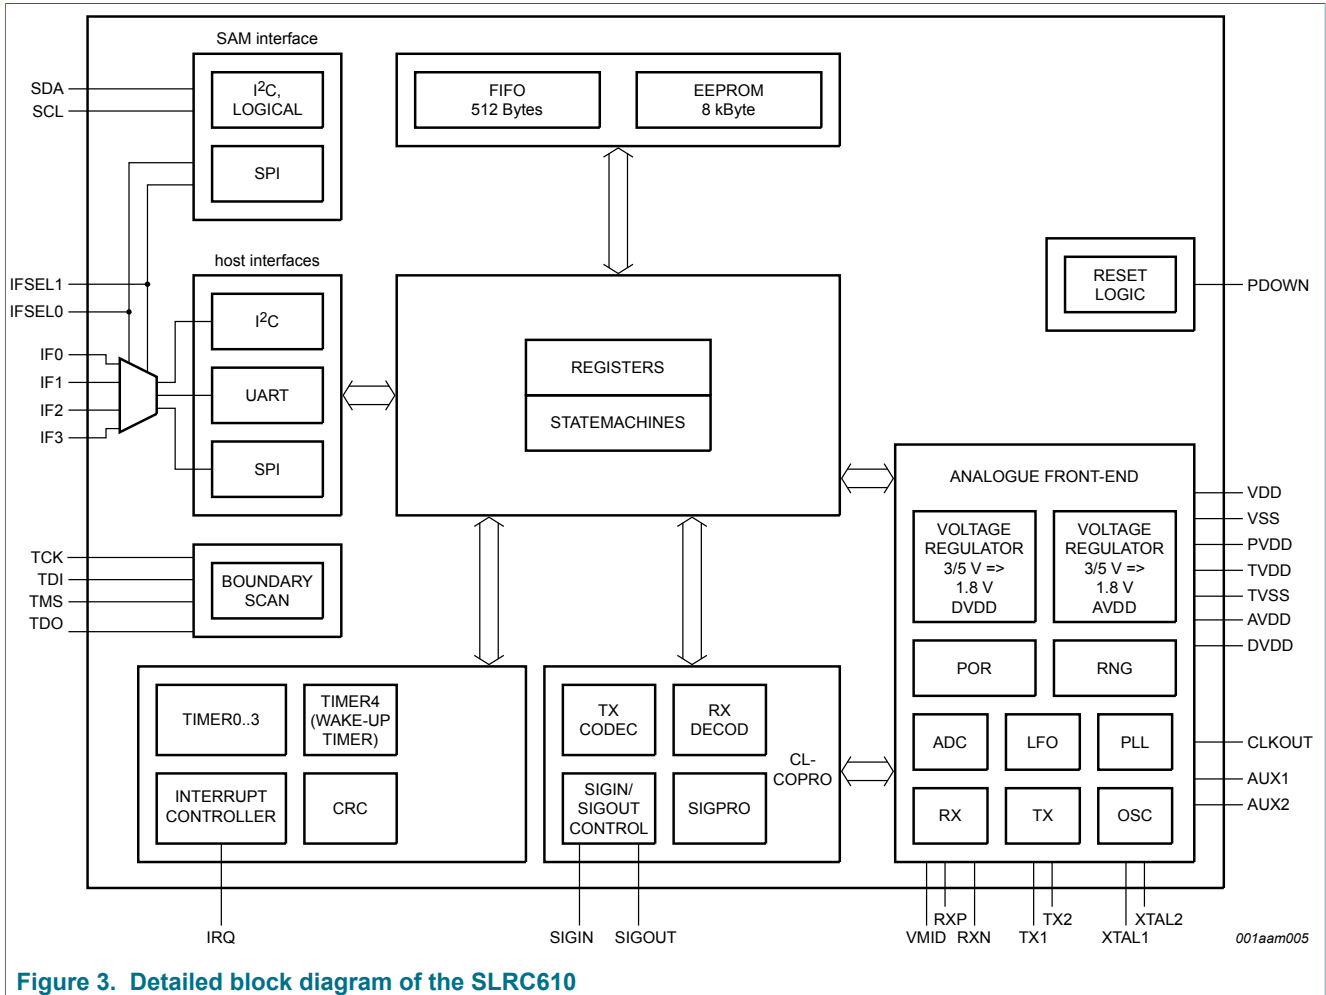 SAM interface
SDA
SCL
I2C,
LOGICAL
SPI
FIFO
512 Bytes
EEPROM
8 kByte
host interfaces
IFSEL1
IFSEL0
IF0
IF1
IF2
IF3
I2C
UART
SPI
REGISTERS
STATEMACHINES
RESET
LOGIC
PDOWN
TCK
TDI
TMS
TDO
BOUNDARY
SCAN
ANALOGUE FRONT-END
VOLTAGE
REGULATOR
3/5 V =>
1.8 V
DVDD
VOLTAGE
REGULATOR
3/5 V =>
1.8 V
AVDD
POR
RNG
ADC
LFO
PLL
RX
TX
OSC
VDD
VSS
PVDD
TVDD
TVSS
AVDD
DVDD
CLKOUT
AUX1
AUX2
TIMER0..3
TIMER4
(WAKE-UP
TIMER)
INTERRUPT
CONTROLLER
CRC
TX
CODEC
RX
DECOD
SIGIN/
SIGOUT
CONTROL
SIGPRO
CL-
COPRO
IRQ
SIGIN
SIGOUT
VMID
RXP
RXN
TX1
TX2
XTAL1
XTAL2
001aam005
Figure 3. Detailed block diagram of the SLRC610